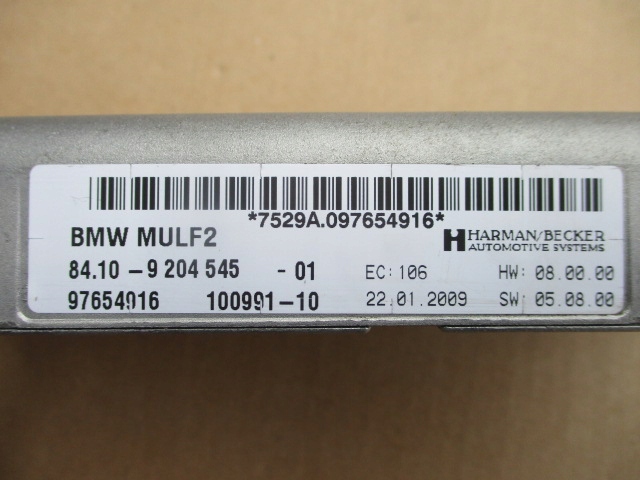 *7529A.097654916*
BMW MULF2
HARMAN/BECKER
AUTOMOTIVE SYSTEMS
84.10 -9 204 545 - 01 EC: 106 HW: 08.00.00
97654916 100991-10 22.01.2009 SW: 05.08.00